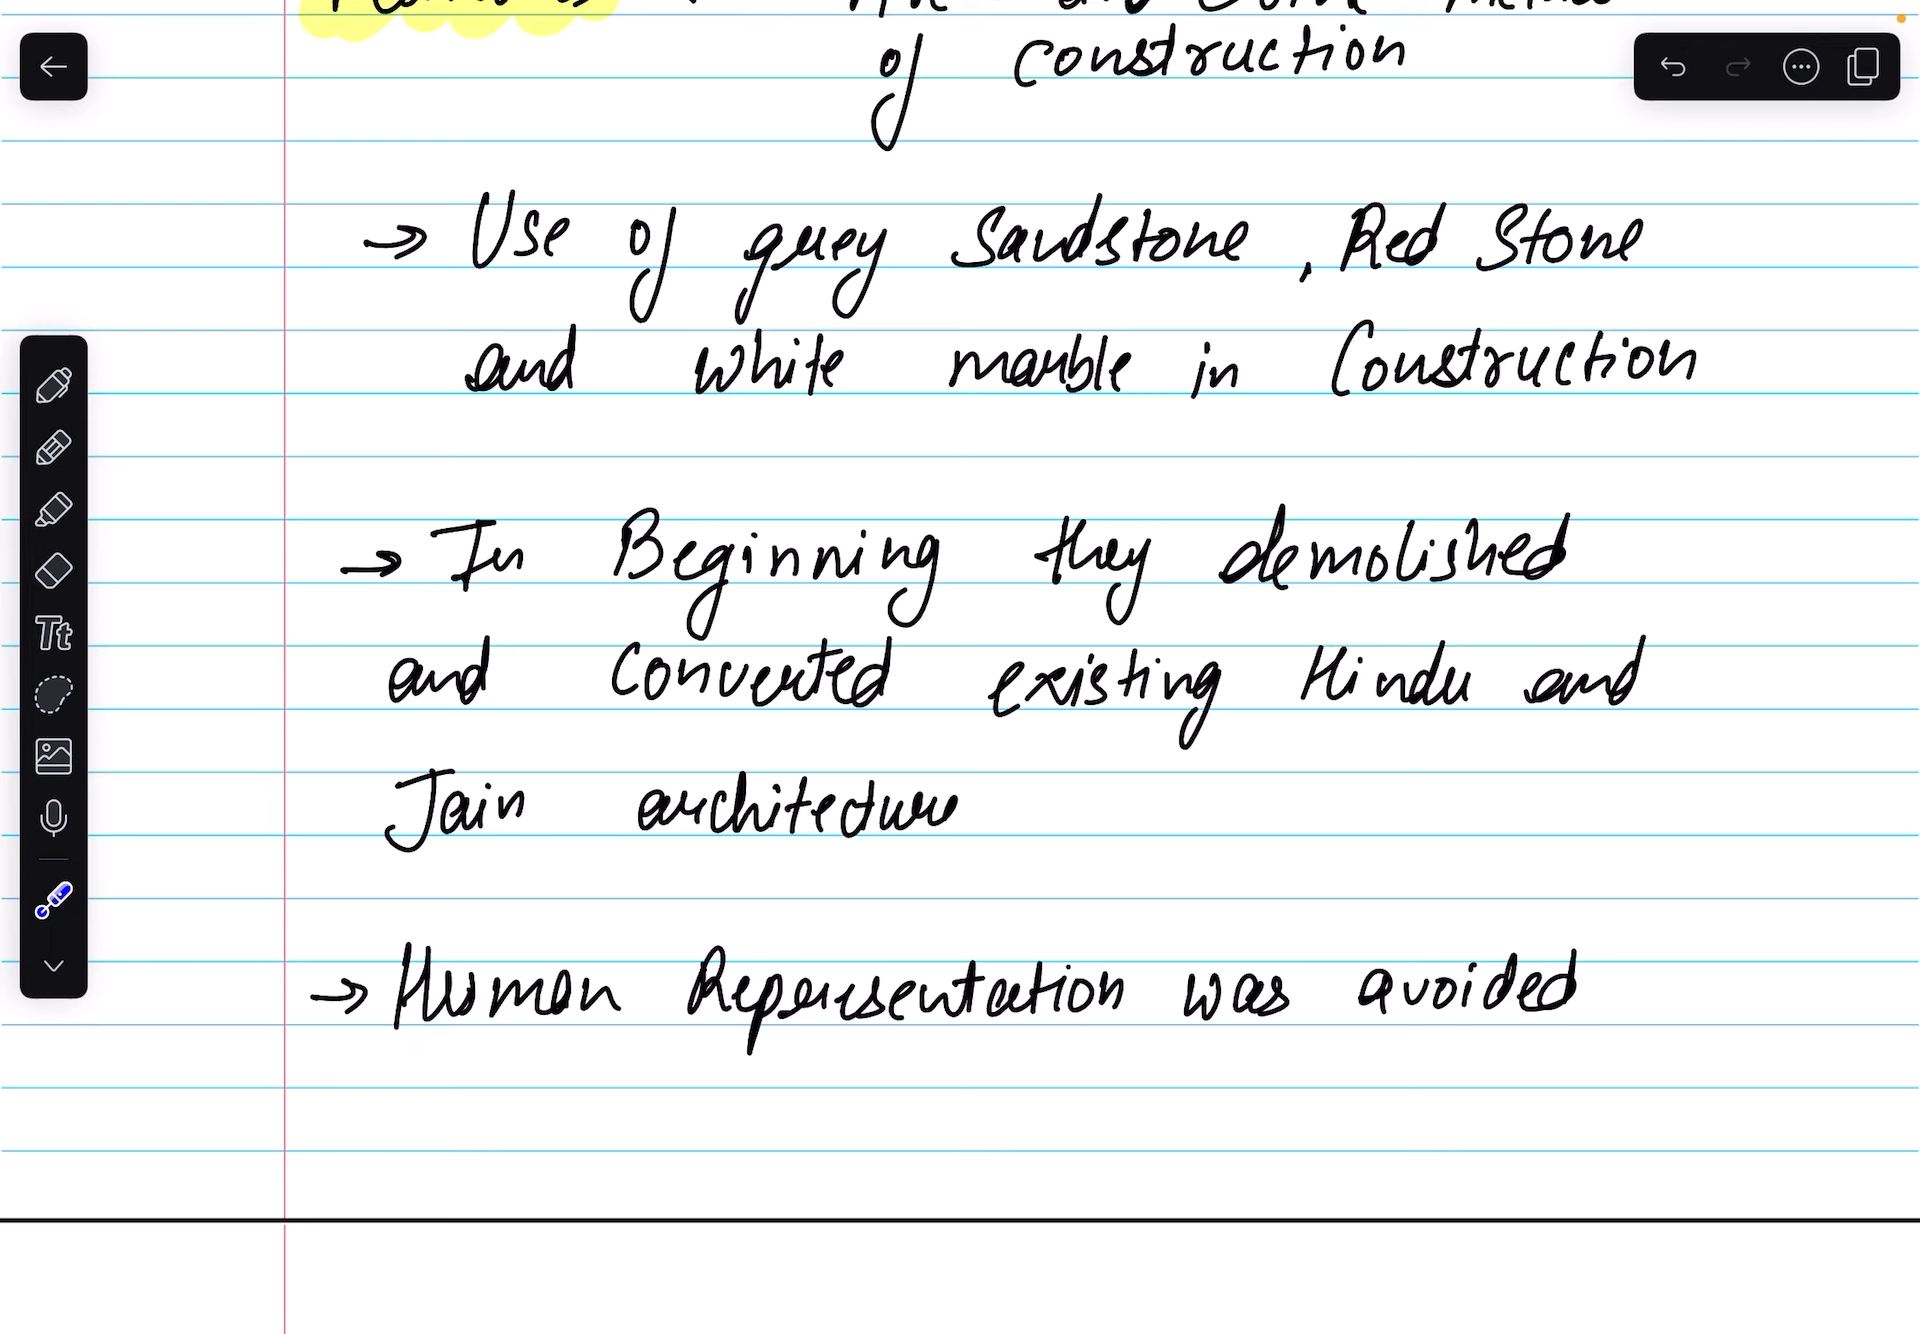 of construction
→ Use of grey Sandstone, Red Stone
and white marble in Construction
→ In Beginning they demolished
and converted existing Hindu and
Jain architecture
→ Human Representation was avoided
Tt